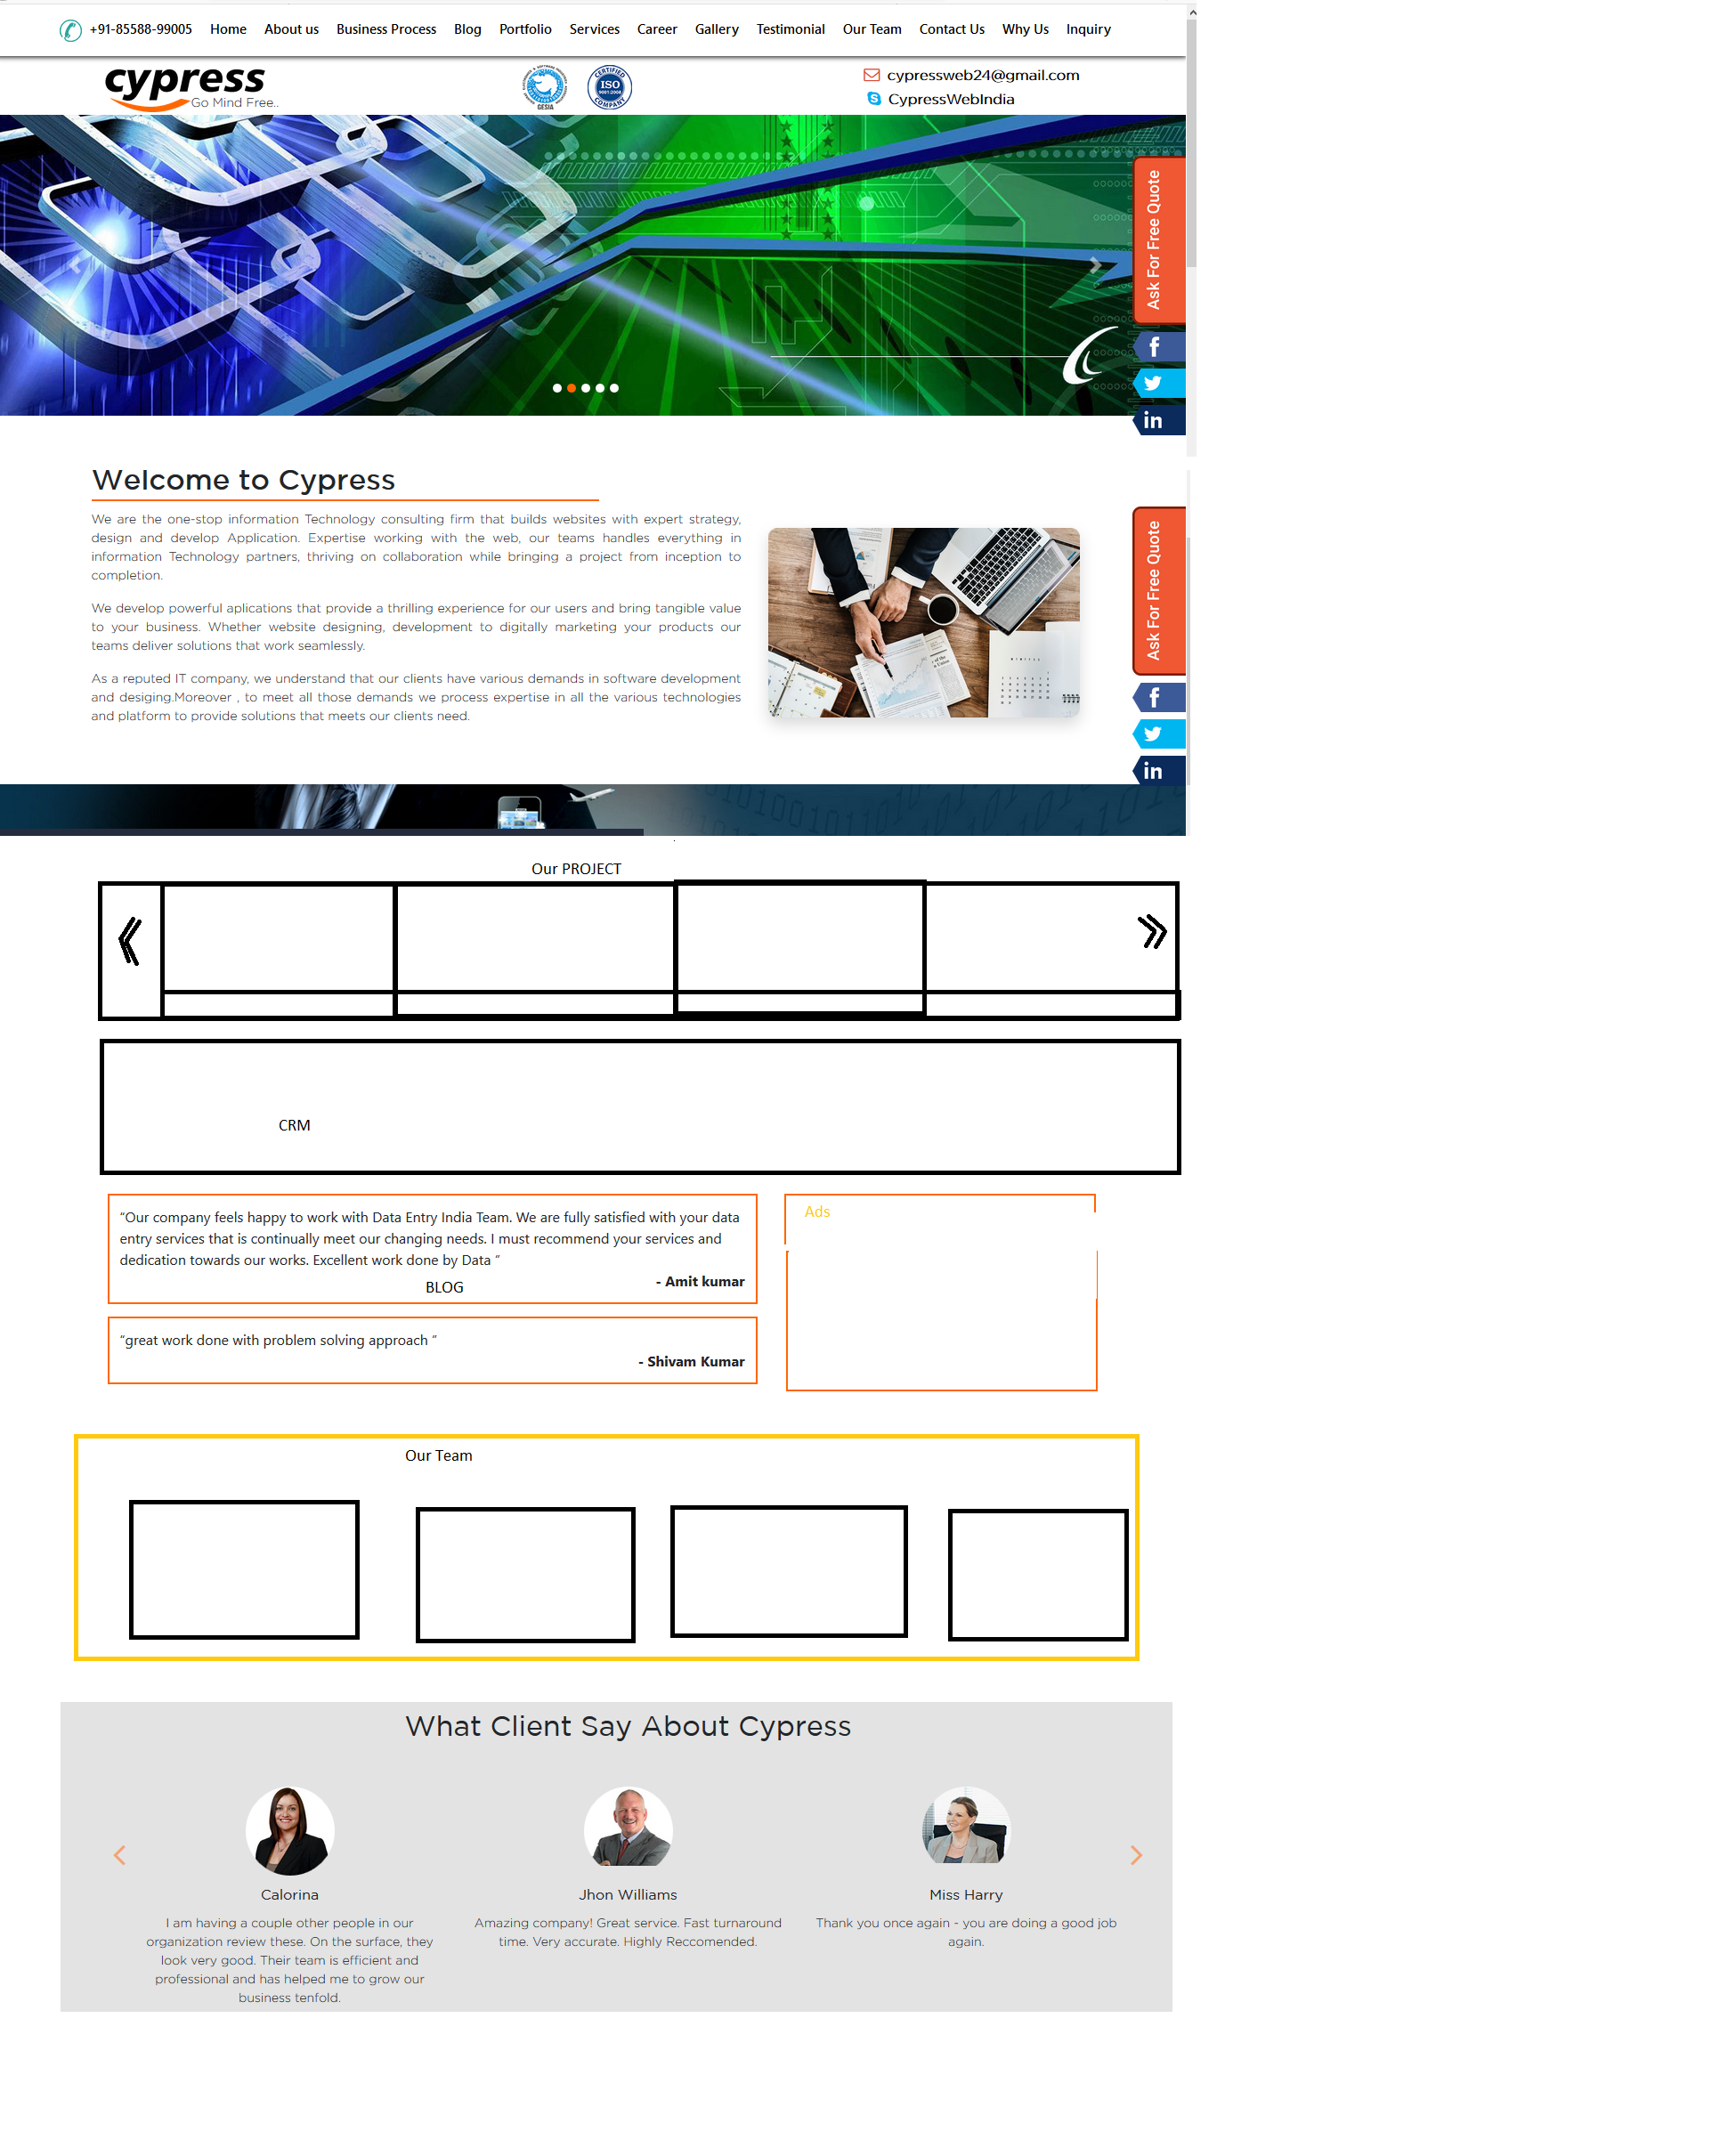 +91-85588-99005 Home About us Business Process Blog Portfolio Services Career Gallery Testimonial Our Team Contact Us Why Us Inquiry
cypress
Go Mind Free..
GESIA
CERTIFIED
ISO
9001:2008
COMPANY
cypressweb24@gmail.com
CypressWebIndia
Ask For Free Quote
Welcome to Cypress
We are the one-stop information Technology consulting firm that builds websites with expert strategy,
design and develop Application. Expertise working with the web, our teams handles everything in
information Technology partners, thriving on collaboration while bringing a project from inception to
completion.
We develop powerful aplications that provide a thrilling experience for our users and bring tangible value
to your business. Whether website designing, development to digitally marketing your products our
teams deliver solutions that work seamlessly.
As a reputed IT company, we understand that our clients have various demands in software development
and desiging.Moreover , to meet all those demands we process expertise in all the various technologies
and platform to provide solutions that meets our clients need.
Ask For Free Quote
Our PROJECT
CRM
“Our company feels happy to work with Data Entry India Team. We are fully satisfied with your data
entry services that is continually meet our changing needs. I must recommend your services and
dedication towards our works. Excellent work done by Data “
- Amit kumar
BLOG
“great work done with problem solving approach “
- Shivam Kumar
Ads
Our Team
What Client Say About Cypress
Calorina
I am having a couple other people in our
organization review these. On the surface, they
look very good. Their team is efficient and
professional and has helped me to grow our
business tenfold.
Jhon Williams
Amazing company! Great service. Fast turnaround
time. Very accurate. Highly Reccomended.
Miss Harry
Thank you once again - you are doing a good job
again.